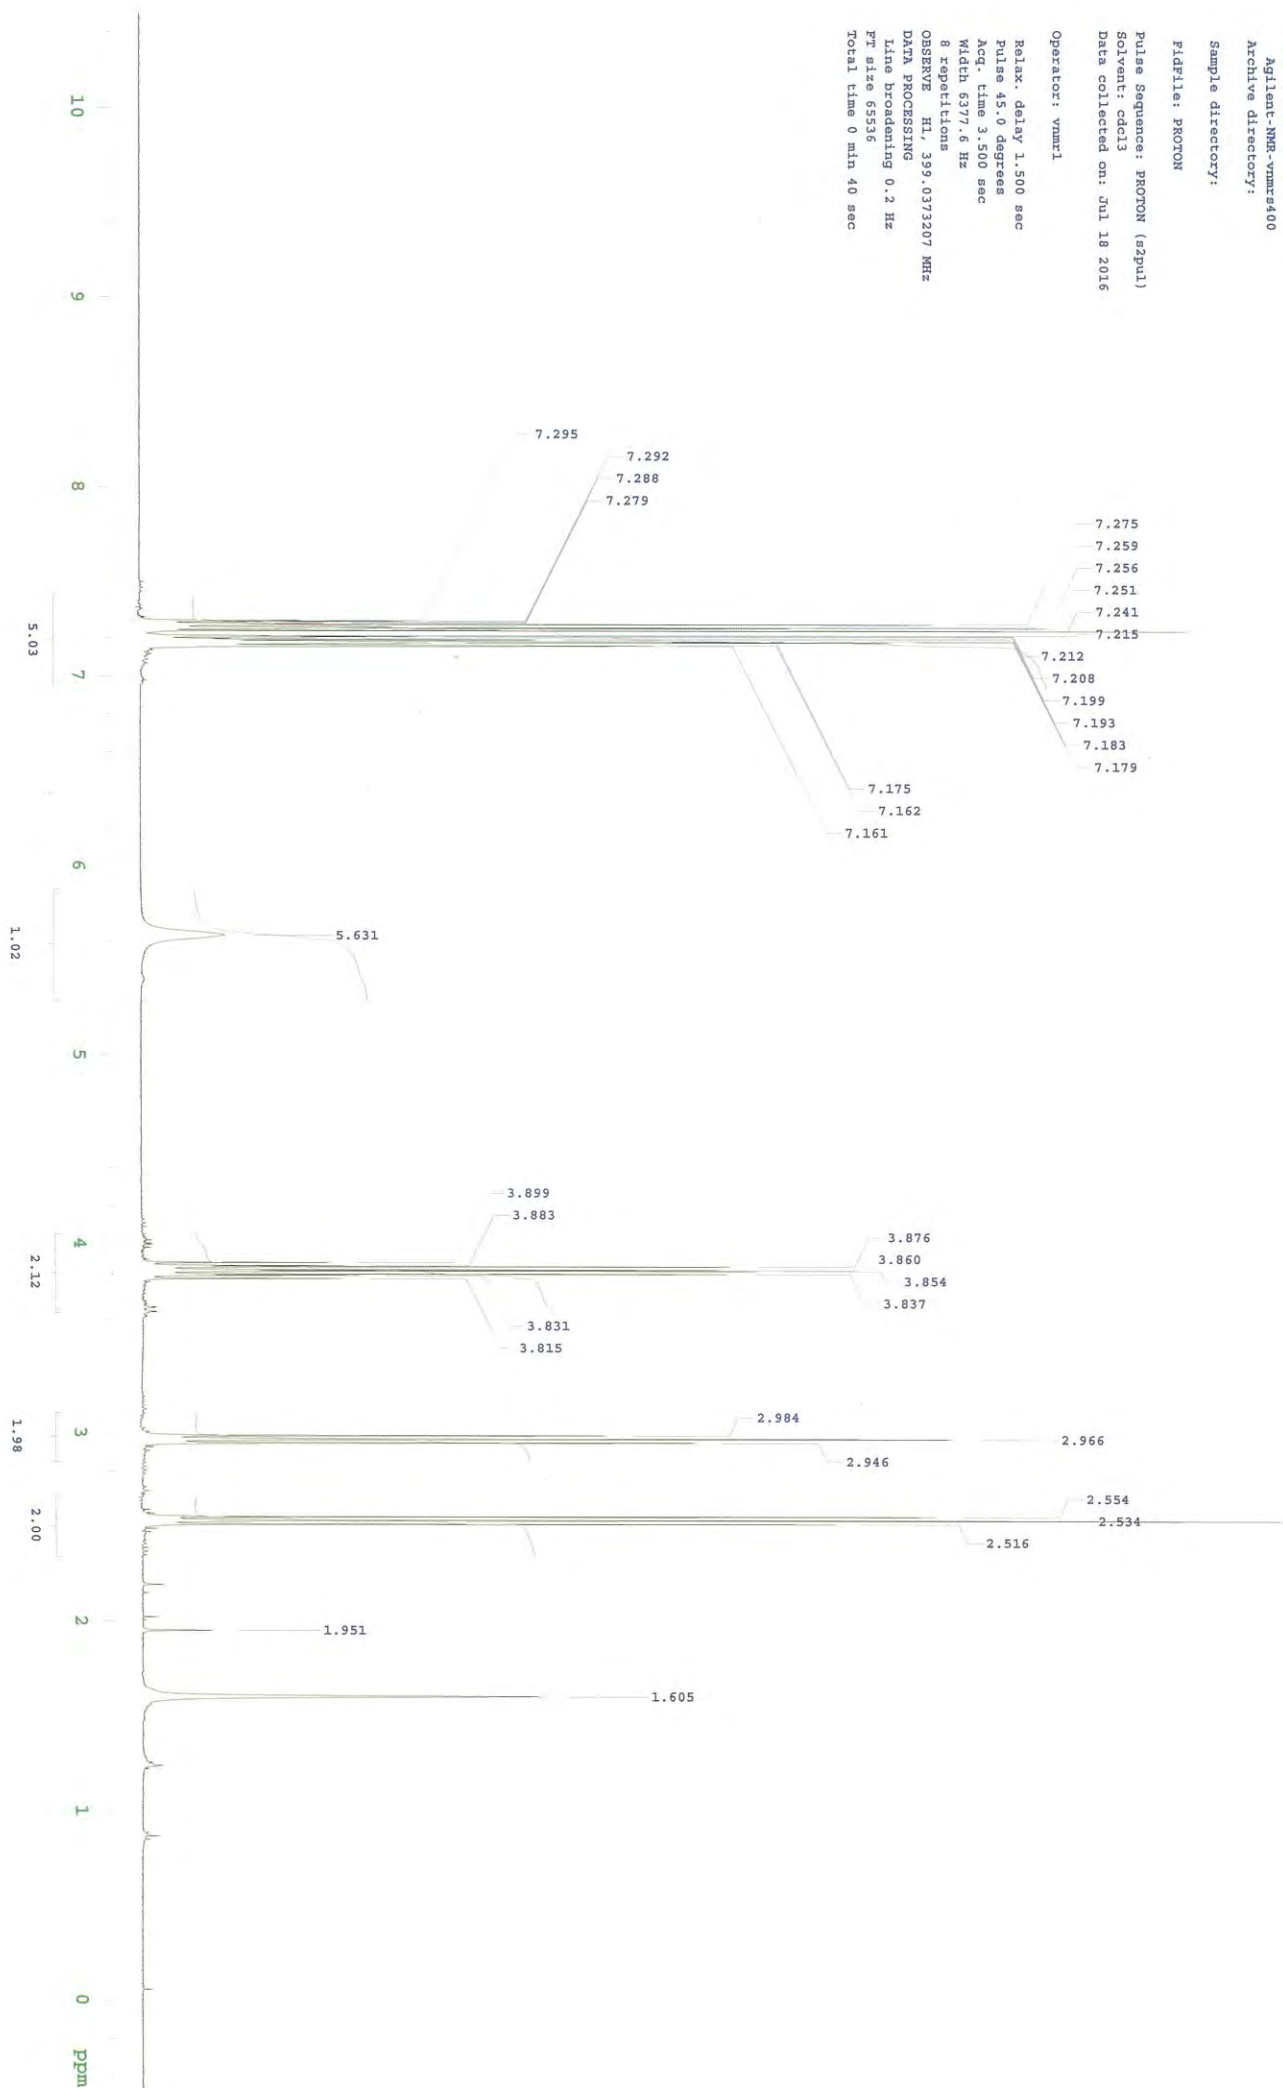 Agilent-NMR-vnmrs400
Archive directory:
Sample directory:
FidFile: PROTON
Pulse Sequence: PROTON (s2pul)
Solvent: cdcl3
Data collected on: Jul 18 2016
Operator: vnmr1
Relax. delay 1.500 sec
Pulse 45.0 degrees
Acq. time 3.500 sec
Width 6377.6 Hz
8 repetitions
OBSERVE H1, 399.0373207 MHz
DATA PROCESSING
Line broadening 0.2 Hz
FT size 65536
Total time 0 min 40 sec
7.295
7.292
7.288
7.279
7.275
7.259
7.256
7.251
7.241
7.215
7.212
7.208
7.199
7.193
7.183
7.179
7.175
7.162
7.161
5.631
3.899
3.883
3.876
3.860
3.854
3.837
3.831
3.815
2.984
2.966
2.946
2.554
2.534
2.516
1.951
1.605
10 9 8 7 6 5 4 3 2 1 0 ppm
5.03 1.02 2.12 1.98 2.00